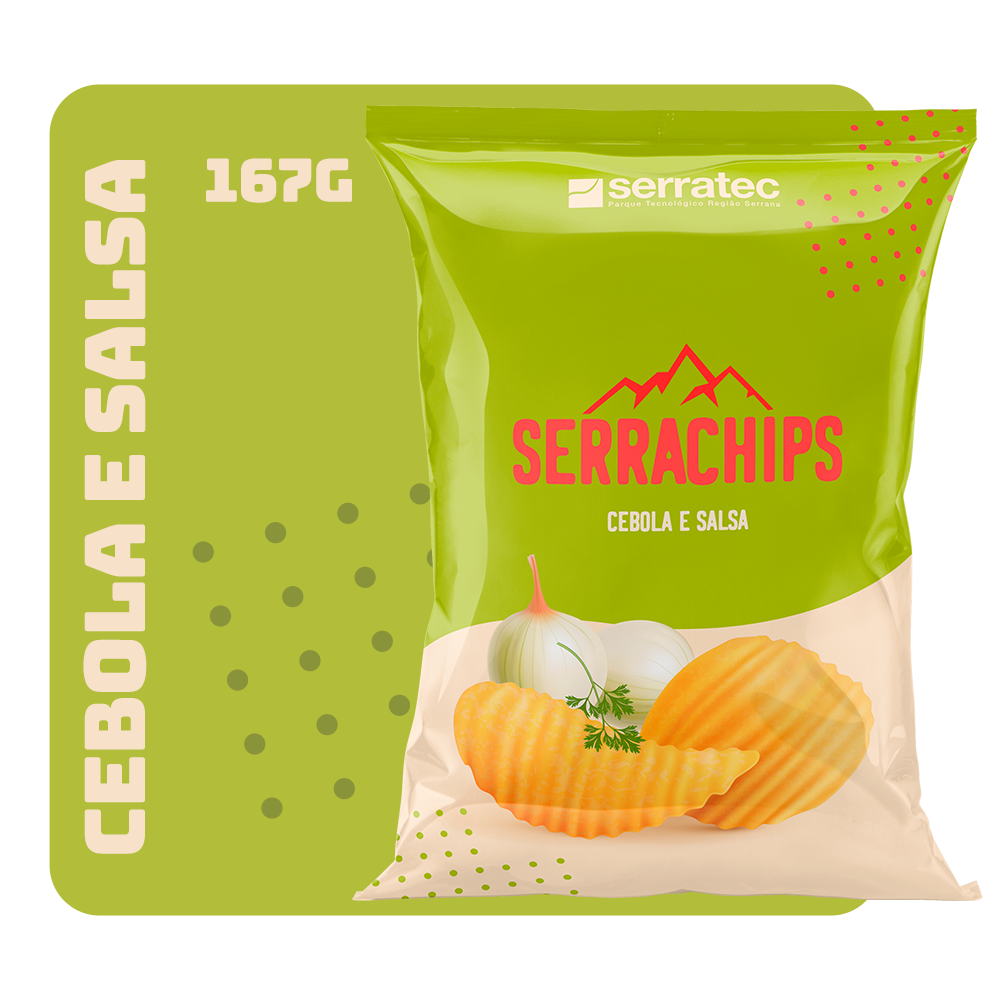 CEBOLA E SALSA
167G
serratec
Parque Tecnológico Região Serrana
SERRACHIPS
CEBOLA E SALSA